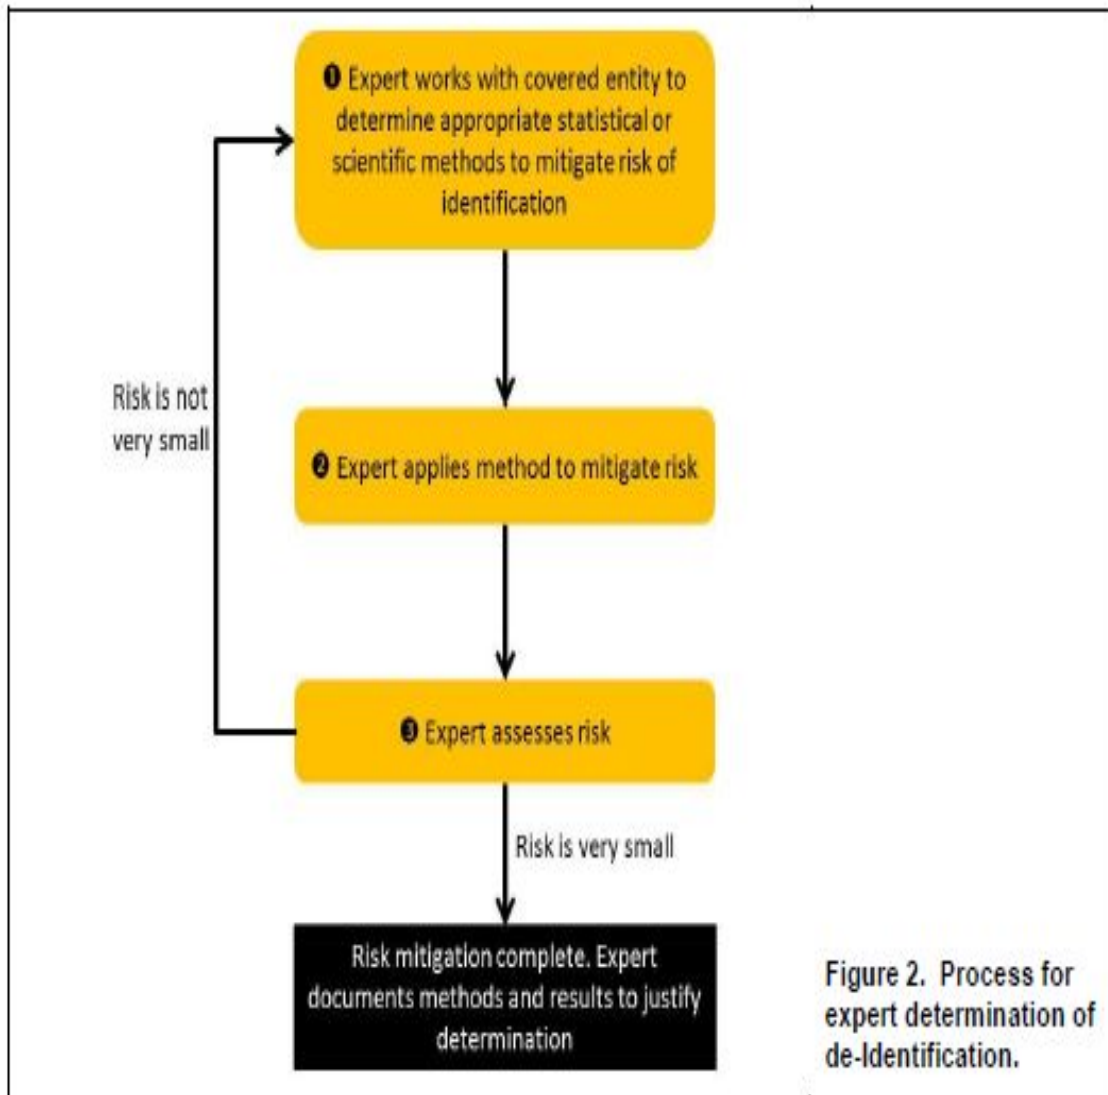 ❶ Expert works with covered entity to
determine appropriate statistical or
scientific methods to mitigate risk of
identification
Risk is not
very small
❷ Expert applies method to mitigate risk
❸ Expert assesses risk
Risk is very small
Risk mitigation complete. Expert
documents methods and results to justify
determination
Figure 2.  Process for
expert determination of
de-Identification.